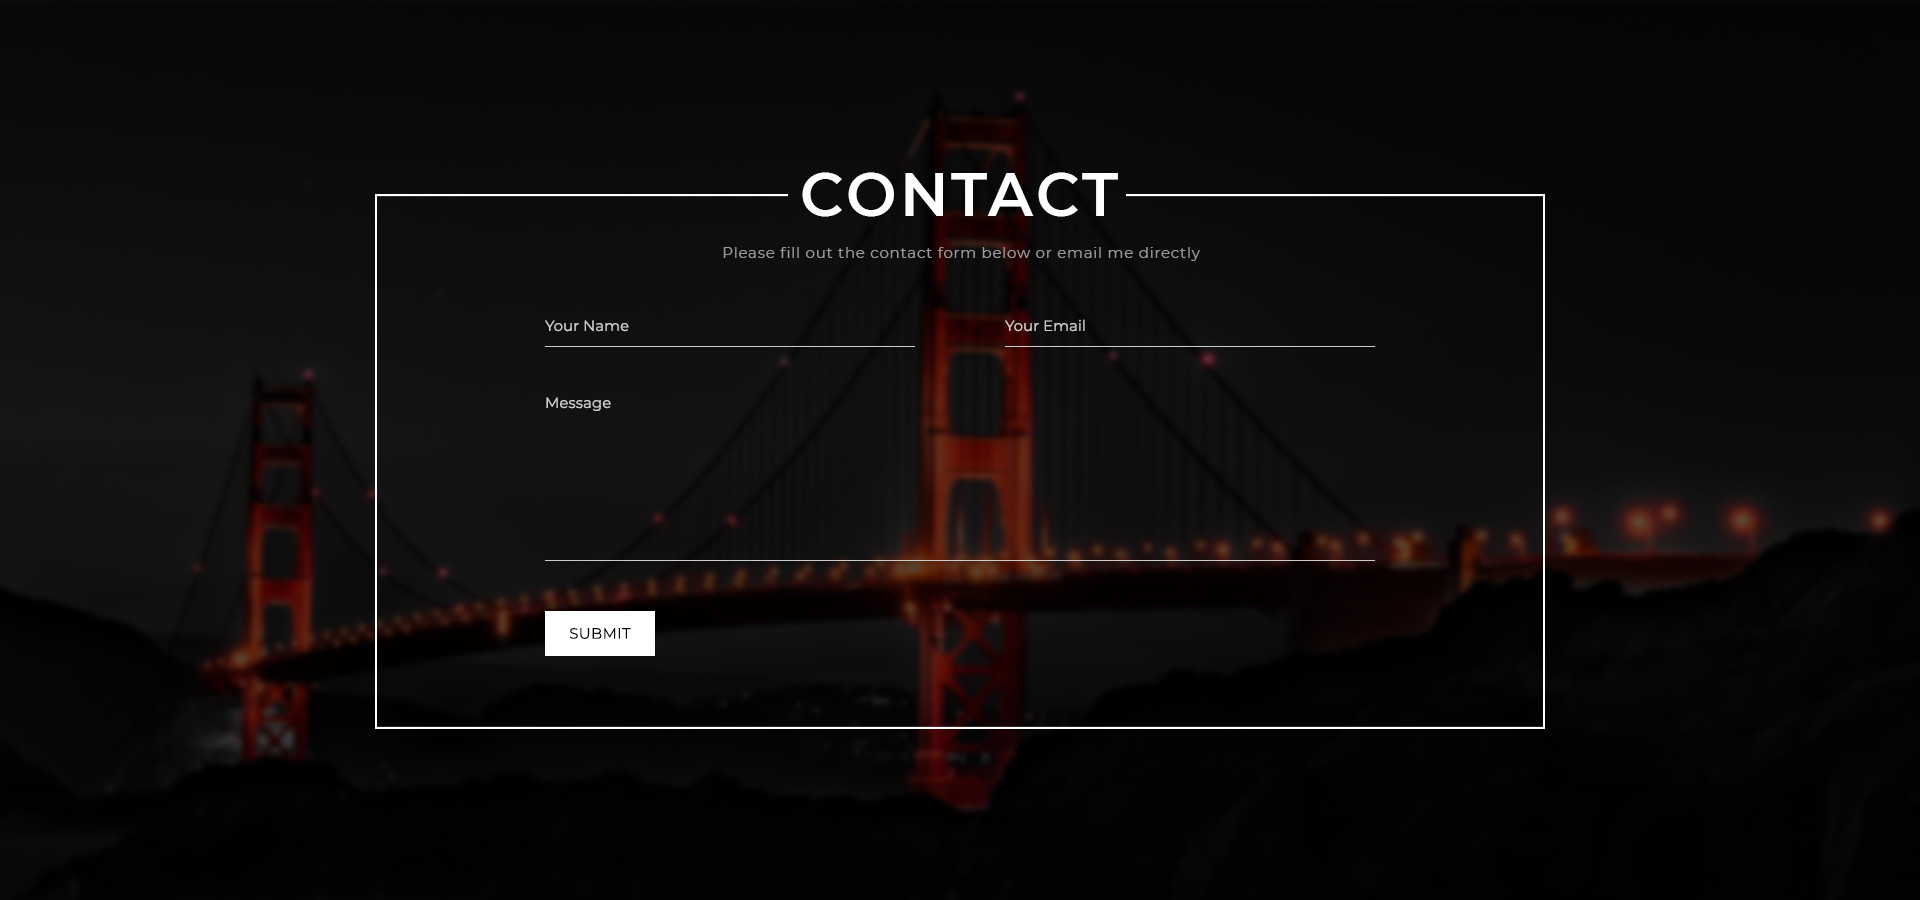 CONTACT
Please fill out the contact form below or email me directly
Your Name
Your Email
Message
SUBMIT